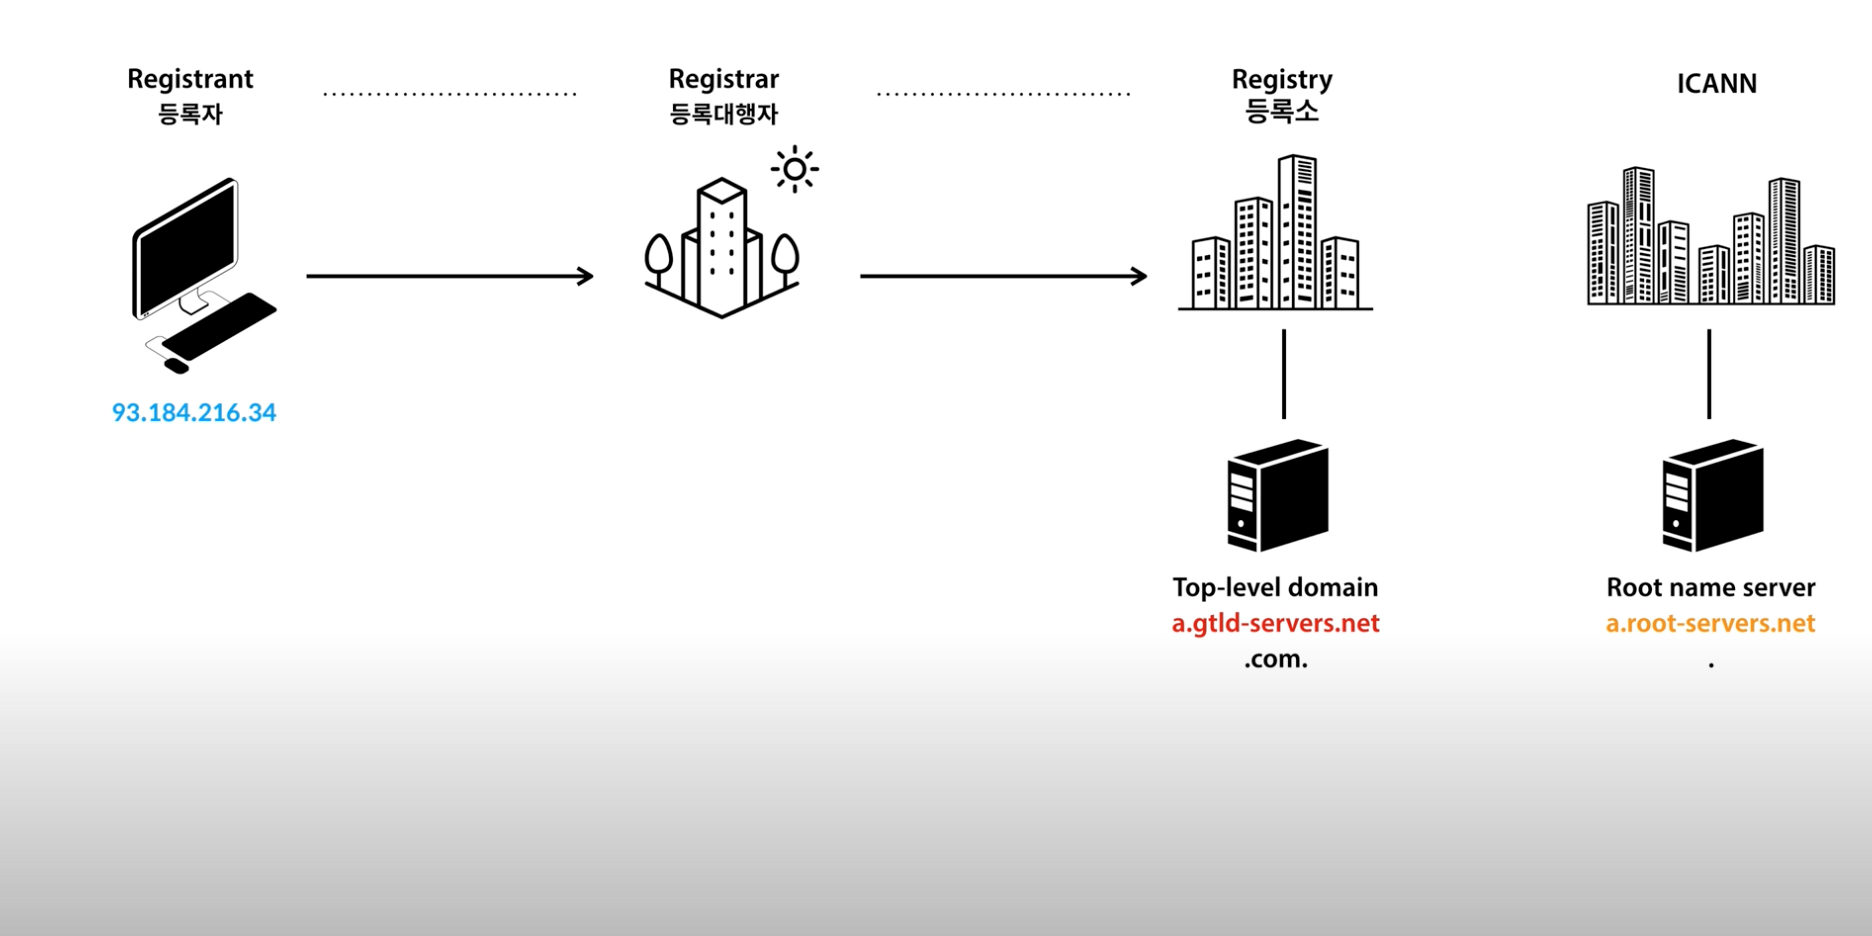 Registrant
등록자
Registrar
등록대행자
Registry
등록소
ICANN
93.184.216.34
Top-level domain
a.gtld-servers.net
.com.
Root name server
a.root-servers.net
.